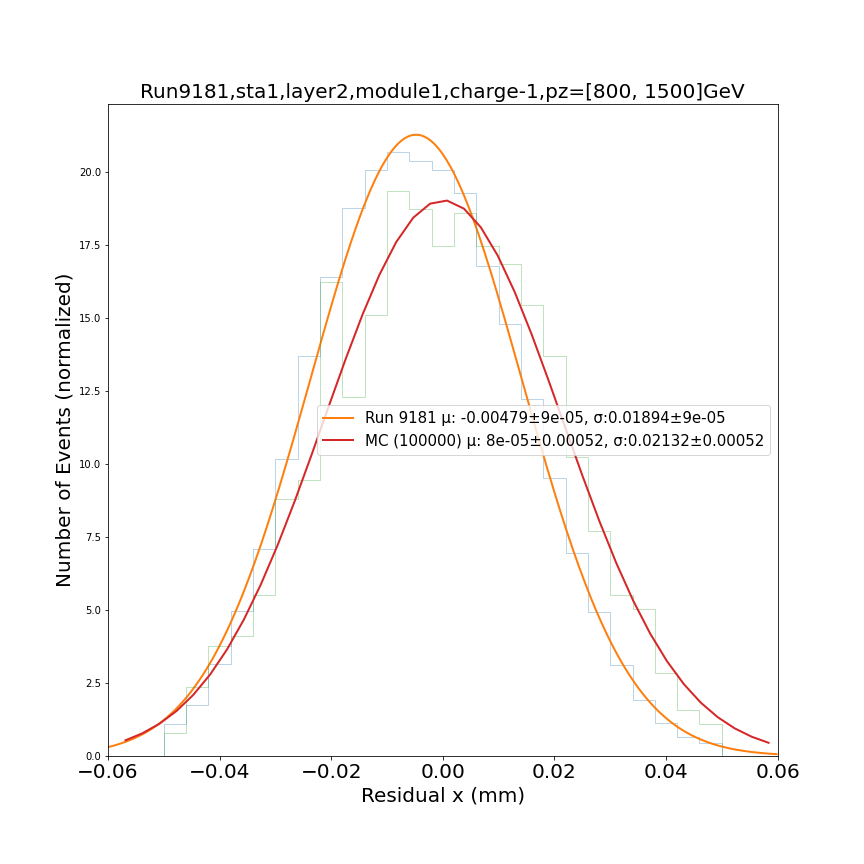 Run9181,sta1,layer2,module1,charge-1,pz=[800, 1500]GeV
Number of Events (normalized)
20.0
17.5
15.0
12.5
10.0
7.5
5.0
2.5
0.0
Run 9181 μ: -0.00479±9e-05, σ:0.01894±9e-05
MC (100000) μ: 8e-05±0.00052, σ:0.02132±0.00052
−0.06 −0.04 −0.02 0.00 0.02 0.04 0.06
Residual x (mm)